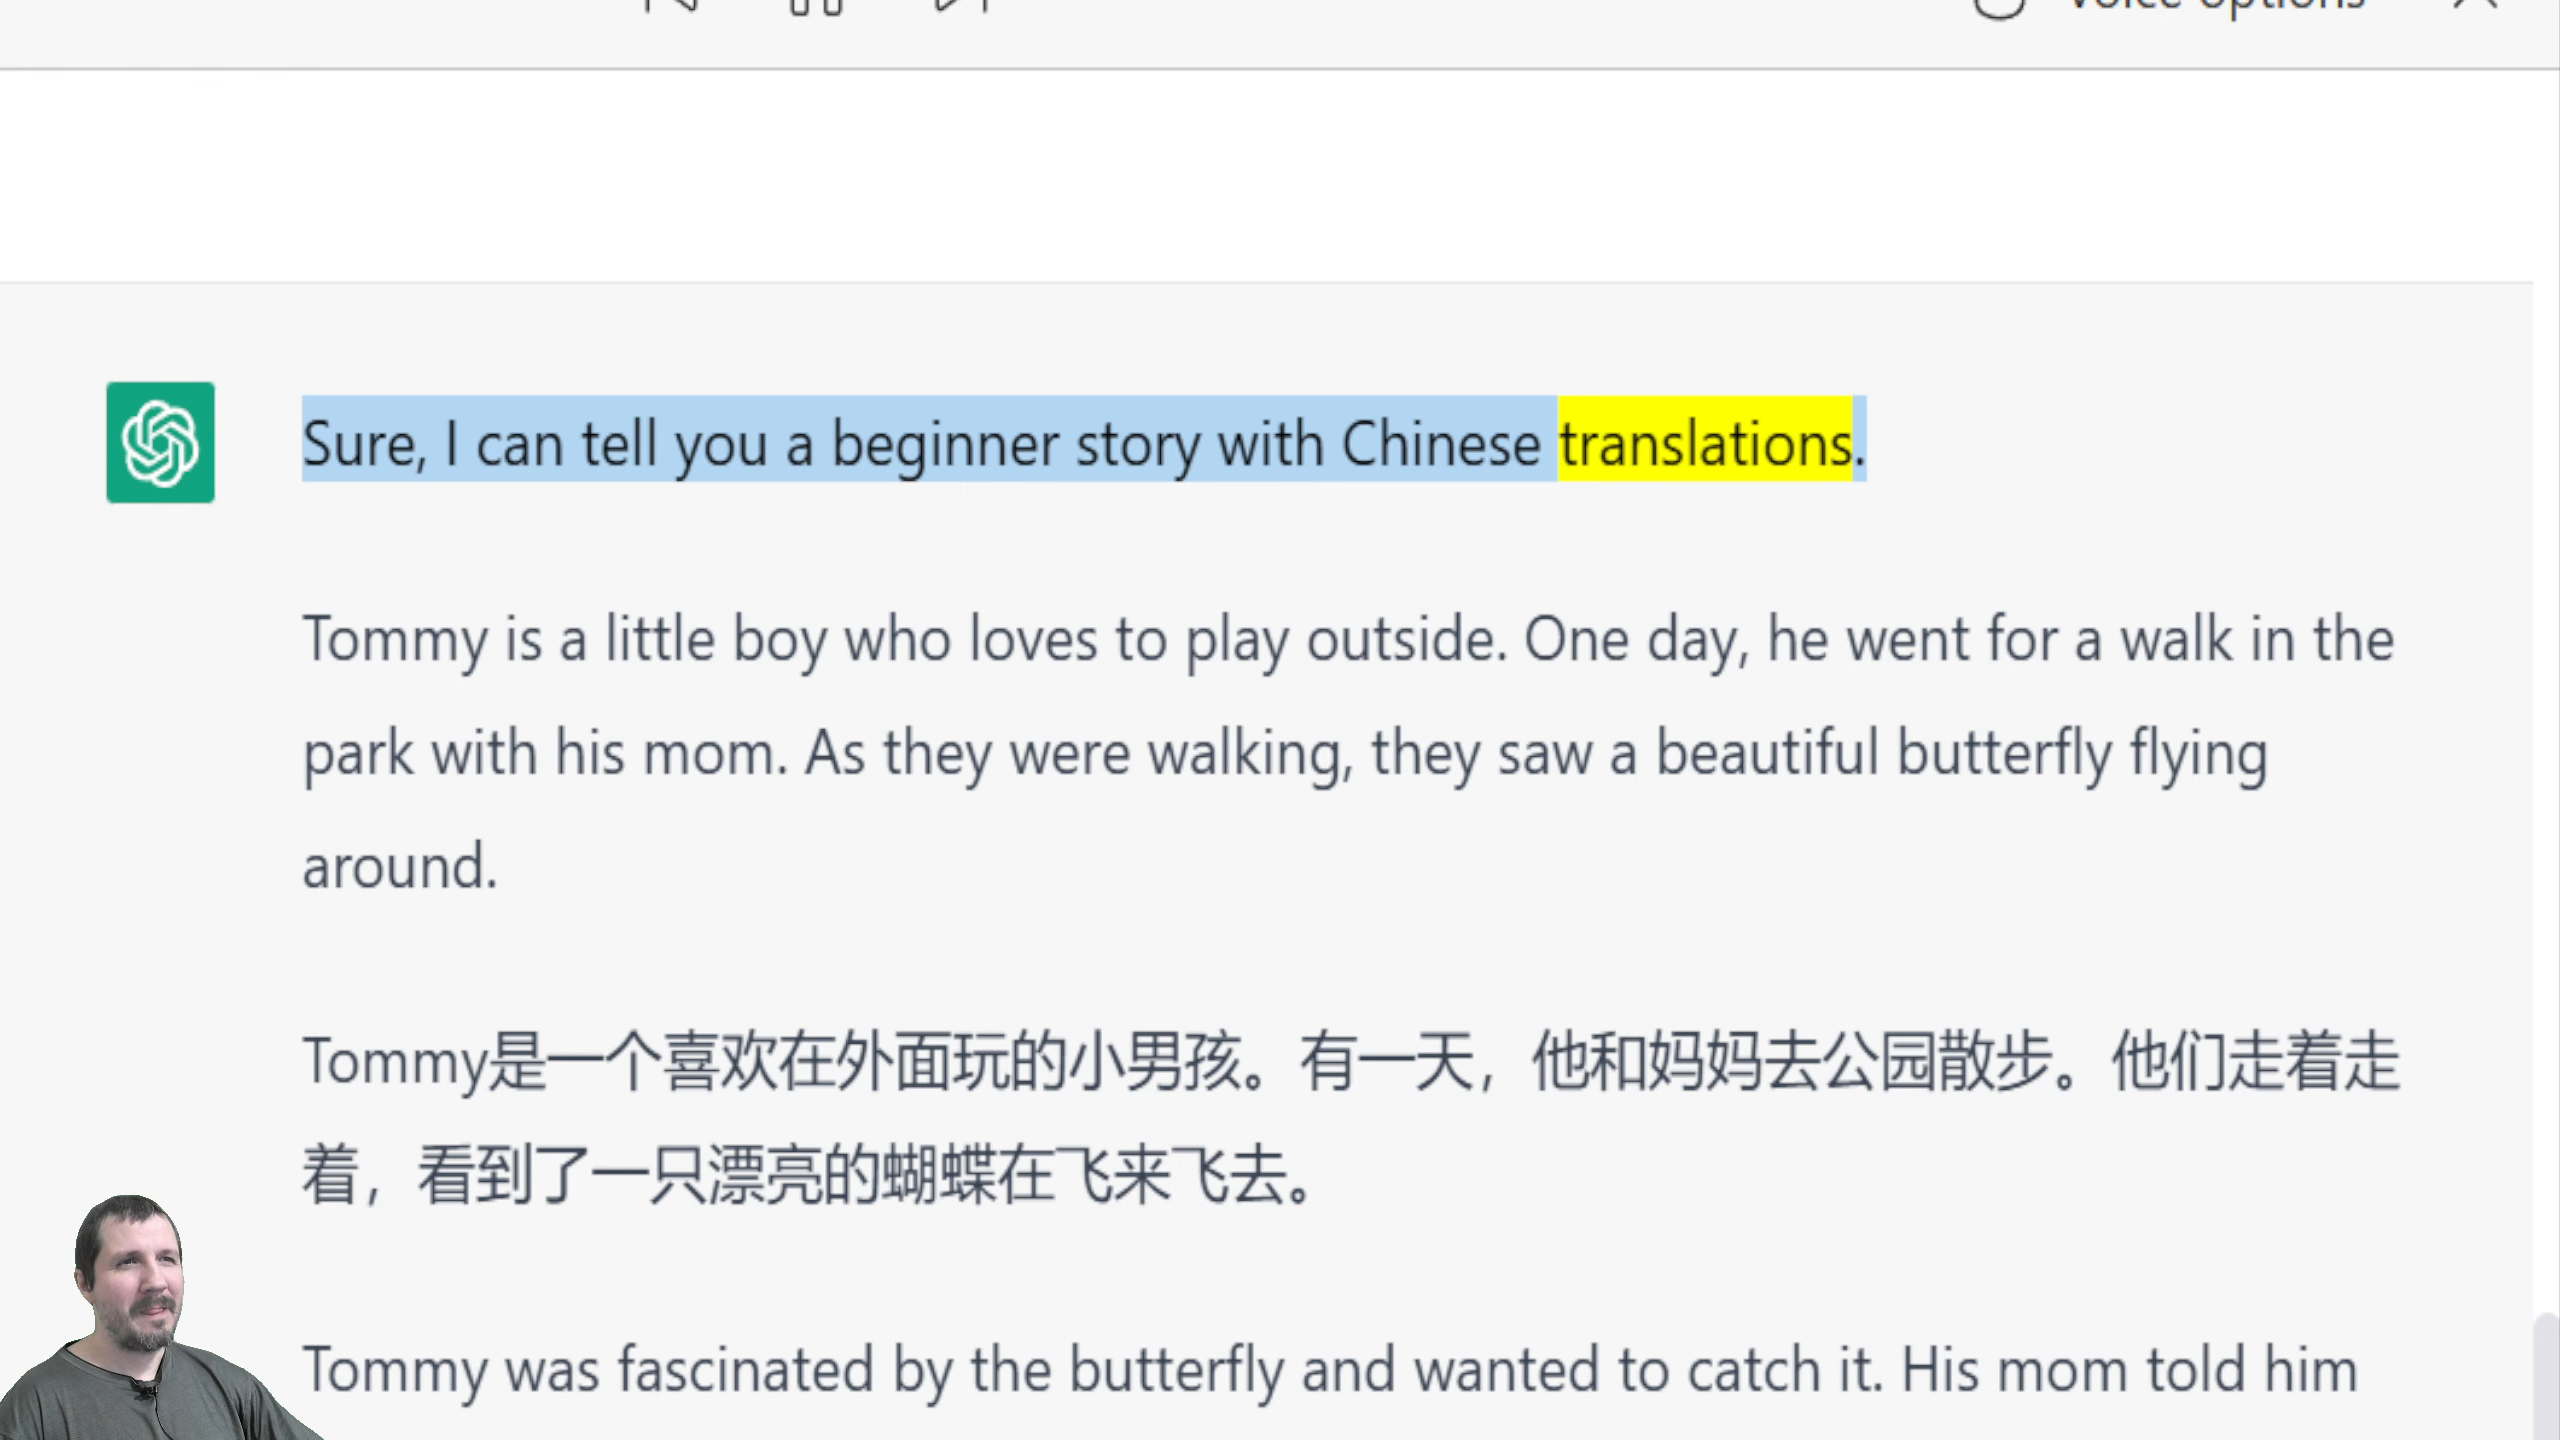 Voice options
Sure, I can tell you a beginner story with Chinese translations.
Tommy is a little boy who loves to play outside. One day, he went for a walk in the
park with his mom. As they were walking, they saw a beautiful butterfly flying
around.
Tommy是一个喜欢在外面玩的小男孩。有一天，他和妈妈去公园散步。他们走着走
着，看到了一只漂亮的蝴蝶在飞来飞去。
Tommy was fascinated by the butterfly and wanted to catch it. His mom told him